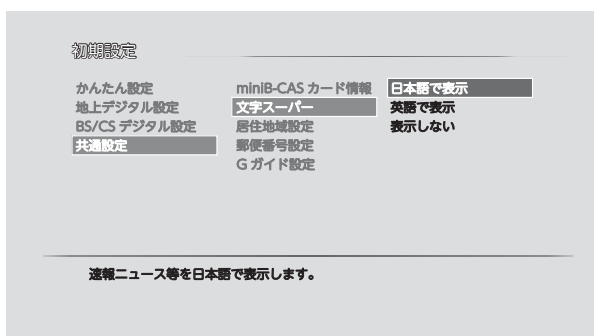 初期設定
かんたん設定
地上デジタル設定
BS/CS デジタル設定
共通設定
miniB-CAS カード情報
文字スーパー
居住地域設定
郵便番号設定
G ガイド設定
日本語で表示
英語で表示
表示しない
速報ニュース等を日本語で表示します。